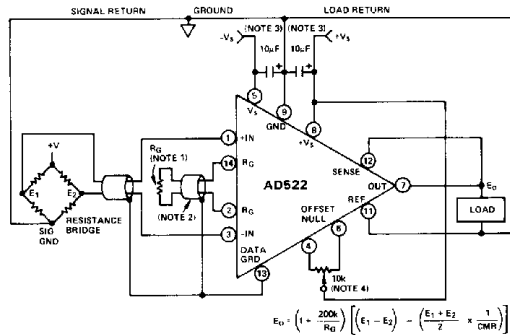 SIGNAL RETURN
GROUND
LOAD RETURN
(NOTE 3) (NOTE 3)
-Vs
+Vs
10μF
10μF
5
Vs
9
GND
8
+Vs
1
+IN
RG
(NOTE 1)
14
RG
AD522
SENSE
12
OUT
7
Eo
+V
E1
E2
(NOTE 2)
2
RG
OFFSET
NULL
REF
11
LOAD
3
-IN
SIG
GND
RESISTANCE
BRIDGE
DATA
GRD
13
4
6
10k
(NOTE 4)
Eo = (1 + 200k / RG) [(E1 - E2) - (E1 + E2 / 2 × 1 / CMR)]